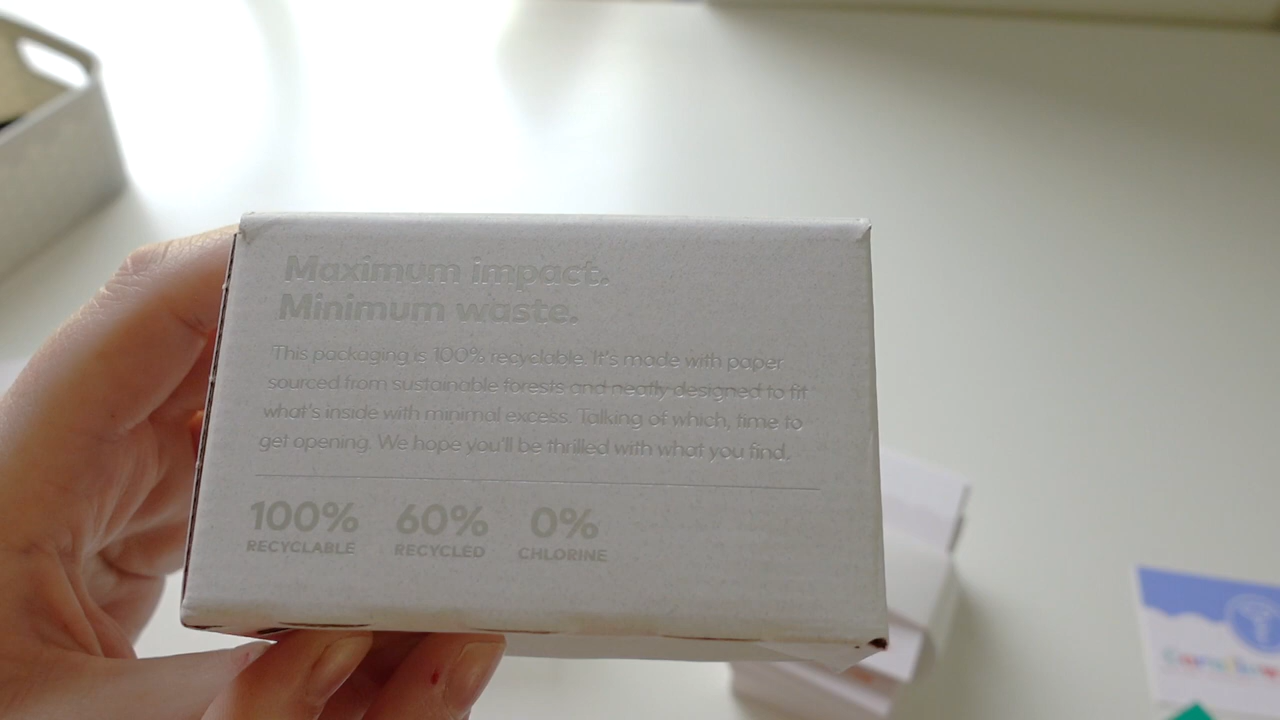 Maximum impact.
Minimum waste.
This packaging is 100% recyclable. It's made with paper
sourced from sustainable forests and neatly designed to fit
what's inside with minimal excess. Talking of which, time to
get opening. We hope you'll be thrilled with what you find.
100% 60% 0%
RECYCLABLE RECYCLED CHLORINE